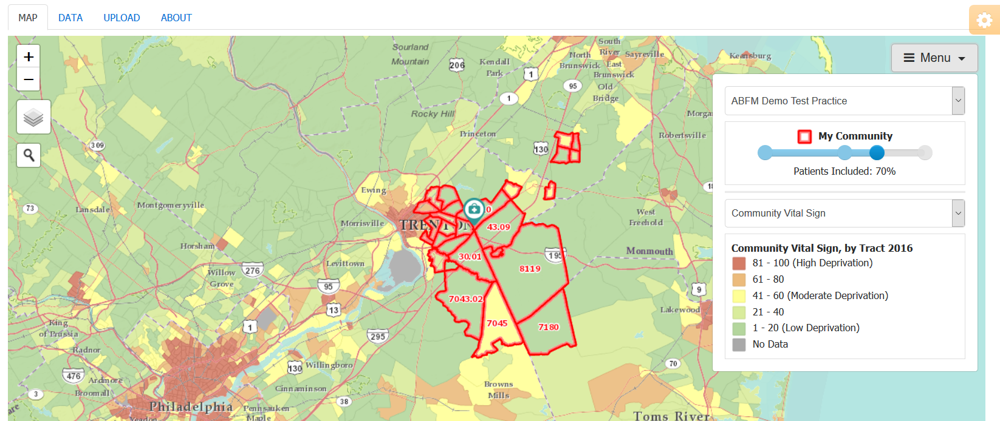 MAP DATA UPLOAD ABOUT
+
−
Menu
ABFM Demo Test Practice
My Community
Patients Included: 70%
Community Vital Sign
Community Vital Sign, by Tract 2016
81 - 100 (High Deprivation)
61 - 80
41 - 60 (Moderate Deprivation)
21 - 40
1 - 20 (Low Deprivation)
No Data
Sourland
Mountain
206
Kendall
Park
1
South
River
Sayreville
North
Brunswick
East
Brunswick
Old
Bridge
95
1
Keansburg
Rocky Hill
Princeton
Robertsville
130
309
Ewing
73
Lansdale
Montgomeryville
Morrisville
TRENTON
43.09
West
Freehold
Horsham
Levittown
30.01
195
8119
Monmouth
Willow
Grove
276
95
9
7043.02
13
Lakewood
King
of Prussia
1
295
7045
7180
Radnor
476
Ardmore
Broomall
130
Willingboro
70
3
Cinnaminson
38
Browns
Mills
Philadelphia
Pennsauken
Maple
Yeadon
Toms River